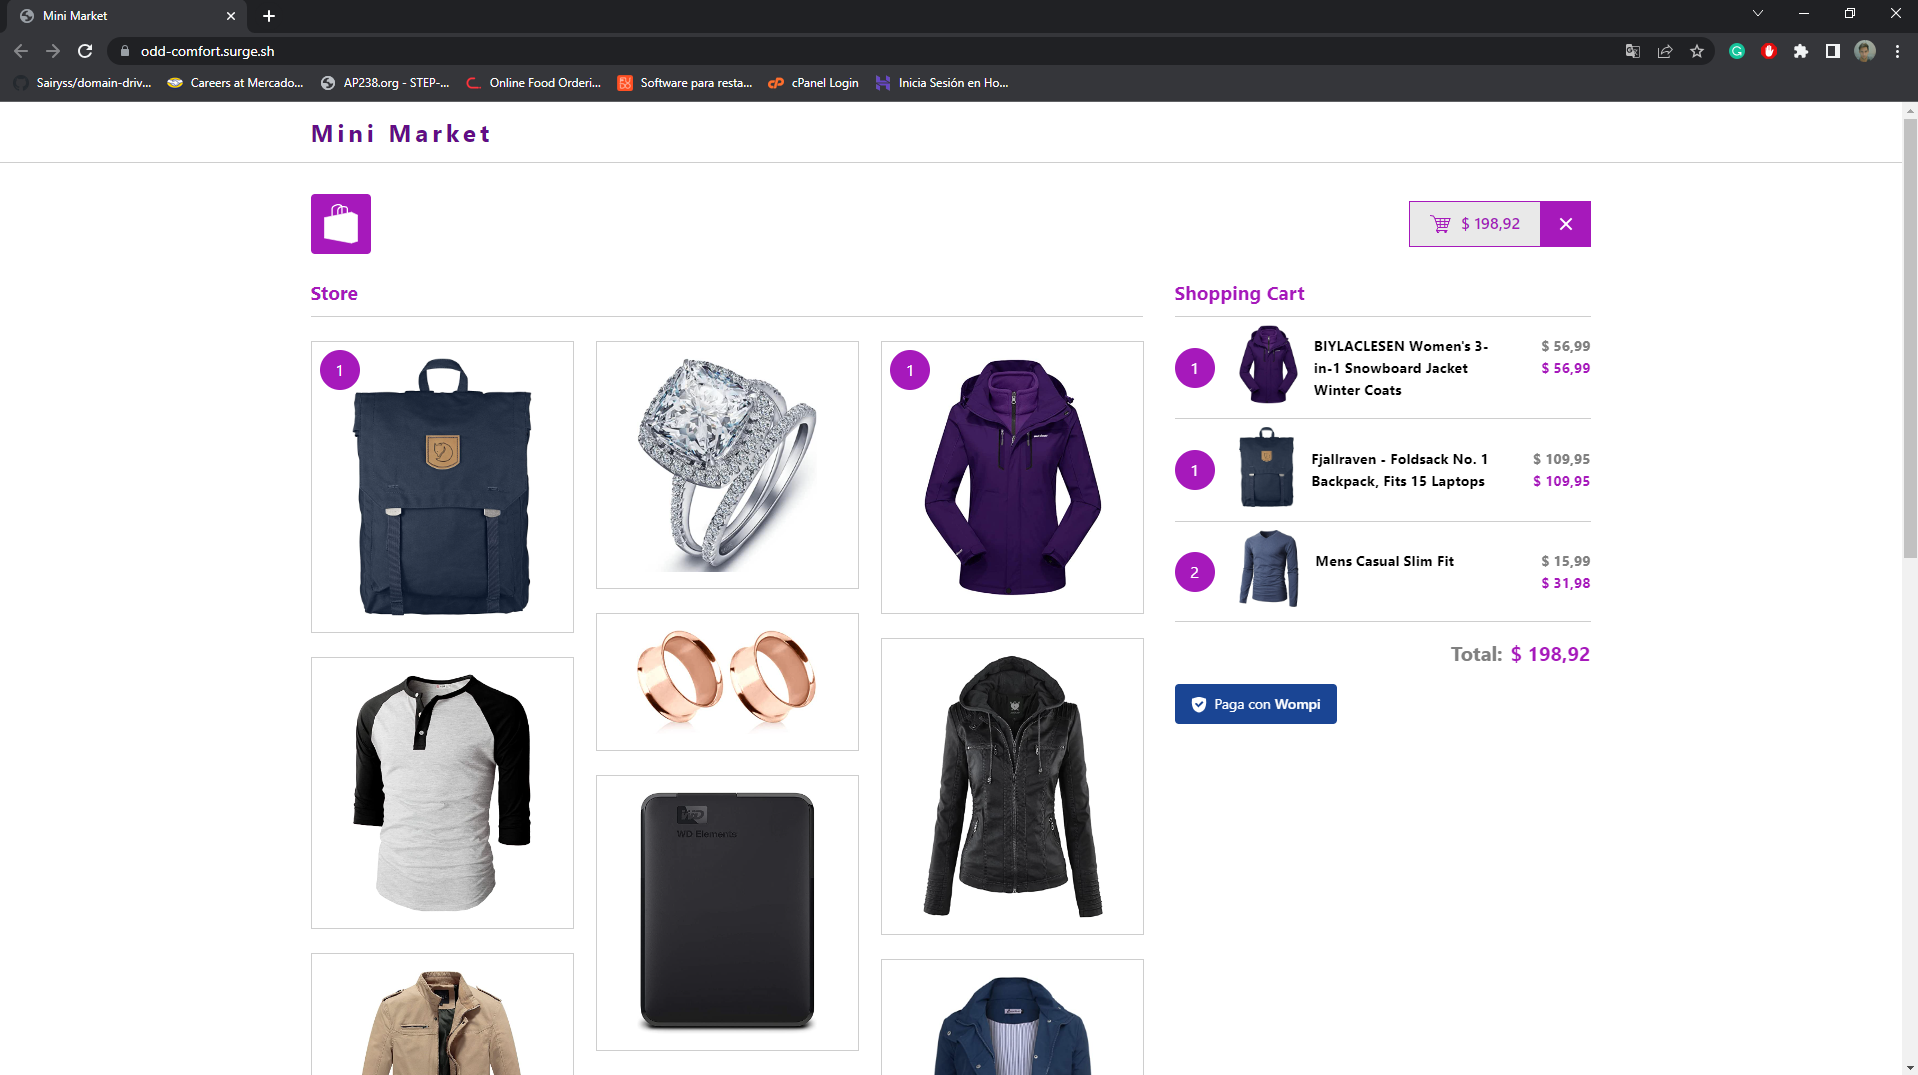 Mini Market
odd-comfort.surge.sh
Sairyss/domain-driv...
Careers at Mercado...
AP238.org - STEP-...
Online Food Orderi...
Software para resta...
cPanel Login
Inicia Sesión en Ho...
Mini Market
$ 198,92
Store
Shopping Cart
1
1
1
BIYLACLESEN Women's 3-
in-1 Snowboard Jacket
Winter Coats
$ 56,99
$ 56,99
1
Fjallraven - Foldsack No. 1
Backpack, Fits 15 Laptops
$ 109,95
$ 109,95
2
Mens Casual Slim Fit
$ 15,99
$ 31,98
Total: $ 198,92
Paga con Wompi
WD
WD Elements